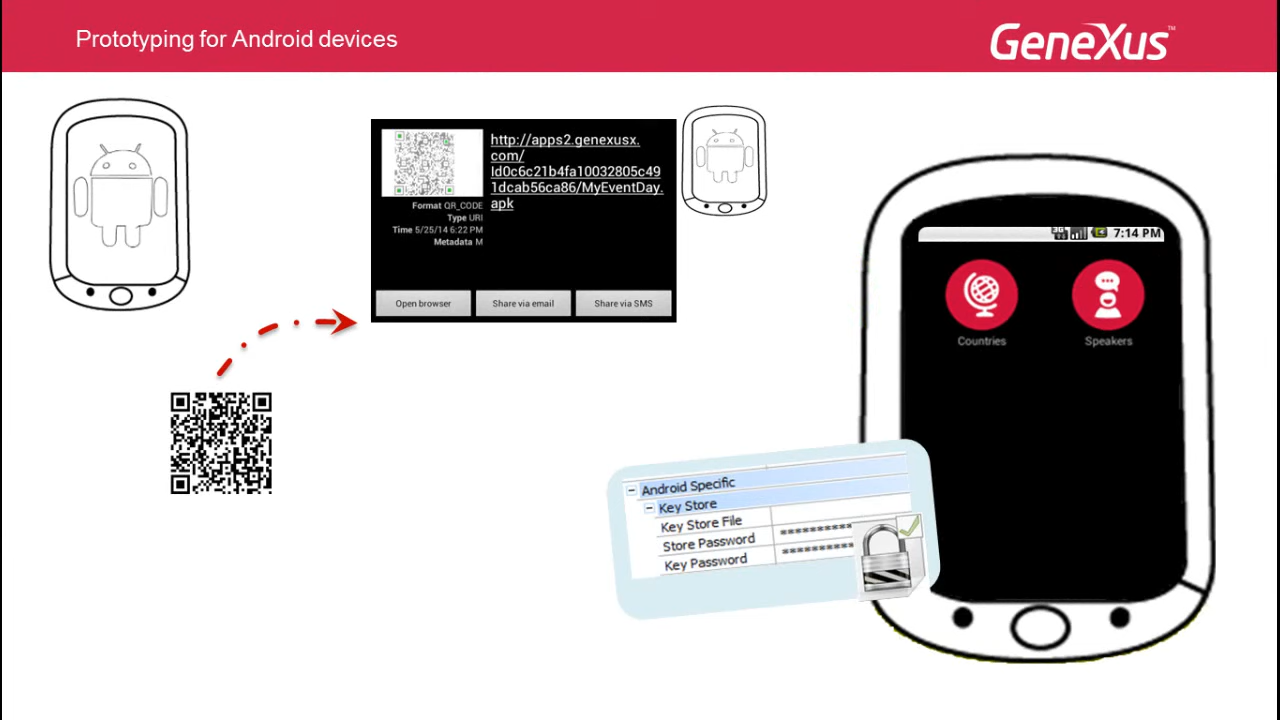 Prototyping for Android devices
GeneXus™
http://apps2.genexusx.
com/
Id0c6c21b4fa10032805c49
1dcab56ca86/MyEventDay.
apk
Format QR_CODE
Type URI
Time 5/25/14 6:22 PM
Metadata M
Open browser
Share via email
Share via SMS
3G
7:14 PM
Countries
Speakers
Android Specific
Key Store
Key Store File
Store Password **********
Key Password **********